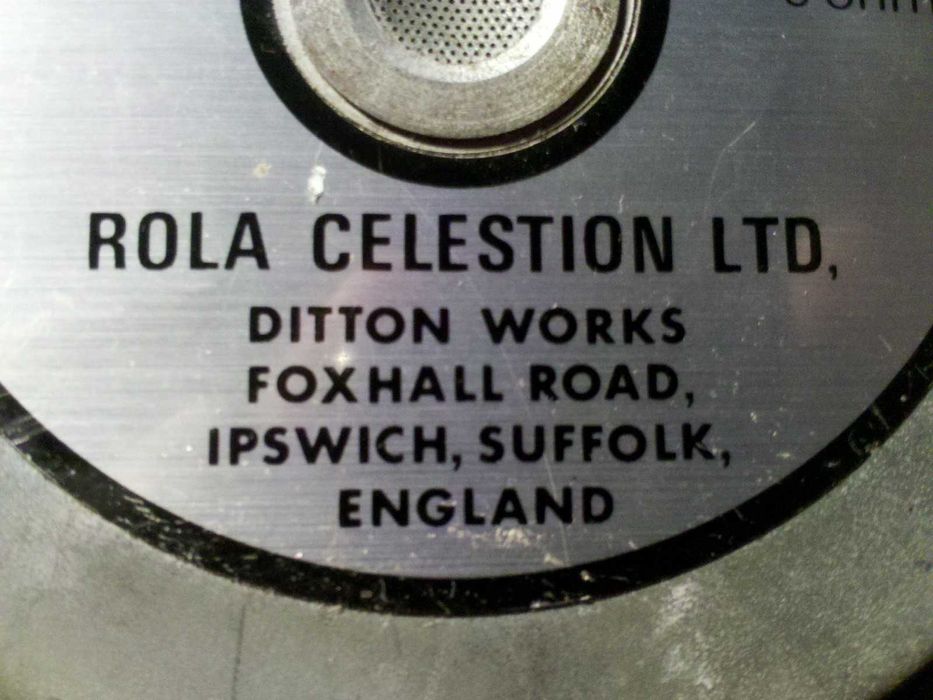 ROLA CELESTION LTD,
DITTON WORKS
FOXHALL ROAD,
IPSWICH, SUFFOLK,
ENGLAND